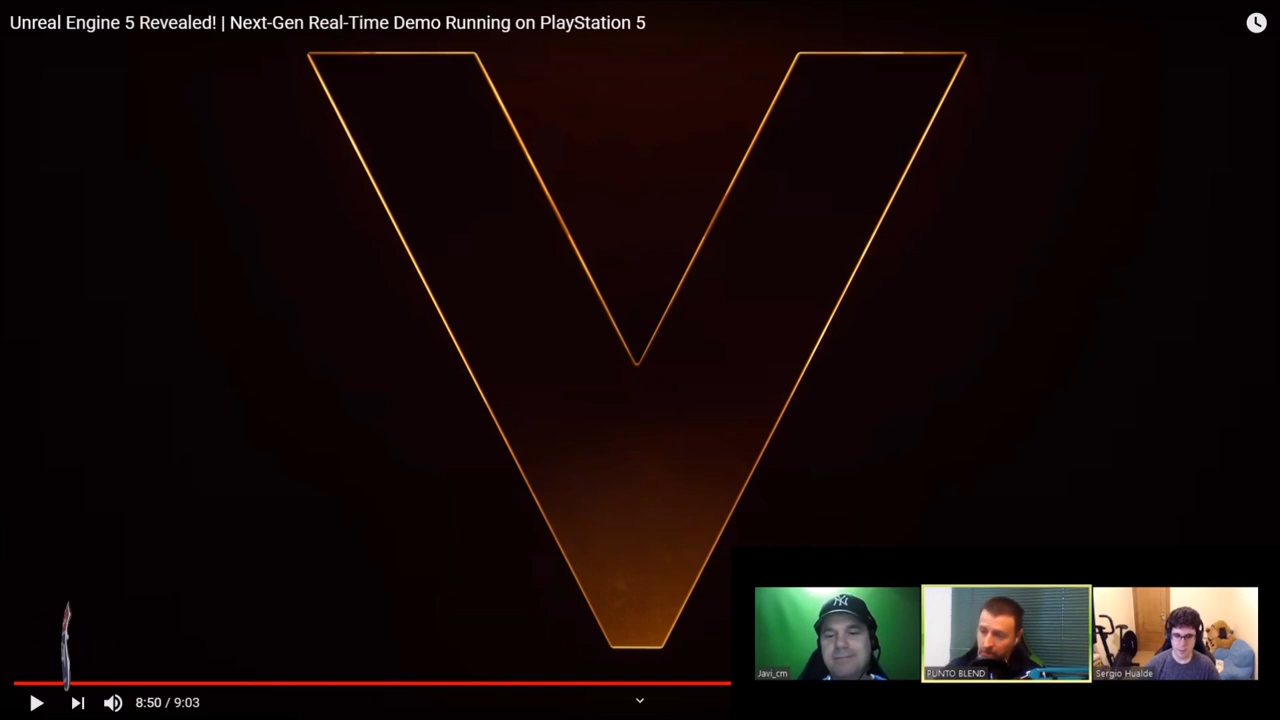 Unreal Engine 5 Revealed! | Next-Gen Real-Time Demo Running on PlayStation 5
V
NY
Javi_cm
PUNTO BLEND
Sergio Hualde
8:50 / 9:03